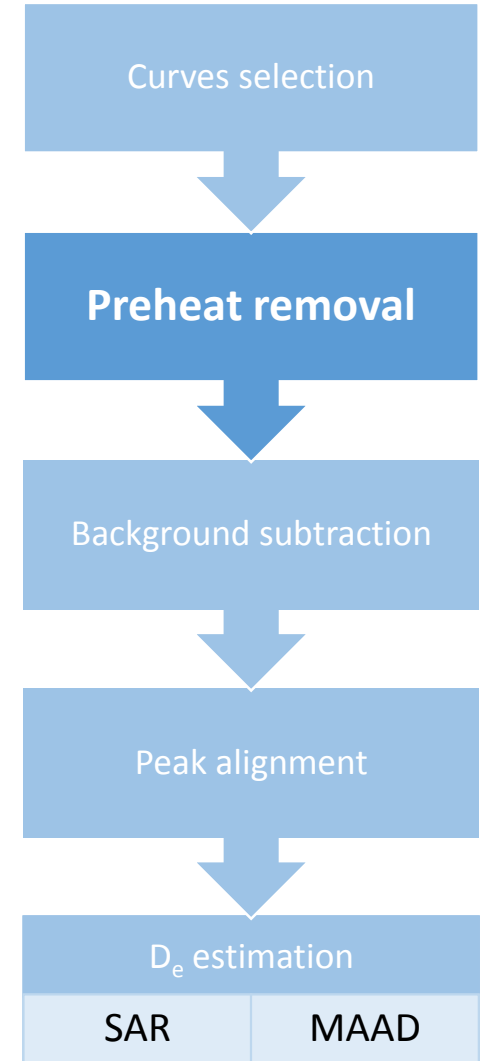 Curves selection
Preheat removal
Background subtraction
Peak alignment
Dₑ estimation
SAR MAAD